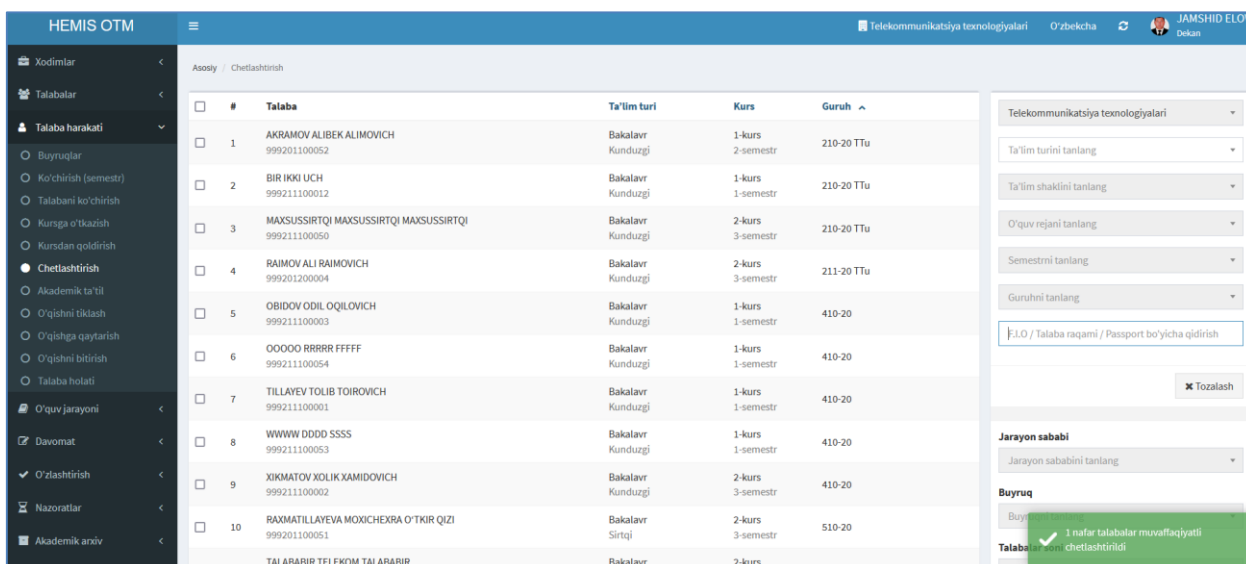 HEMIS OTM
Telekommunikatsiya texnologiyalari O'zbekcha JAMSHID ELO'
Dekan
Xodimlar
Talabalar
Talaba harakati
Buyruqlar
Ko'chirish (semestr)
Talabani ko'chirish
Kursga o'tkazish
Kursdan qoldirish
Chetlashtirish
Akademik ta'til
O'qishni tiklash
O'qishga qaytarish
O'qishni bitirish
Talaba holati
O'quv jarayoni
Davomat
O'zlashtirish
Nazoratlar
Akademik arxiv
Asosiy / Chetlashtirish
# Talaba Ta'lim turi Kurs Guruh
1 AKRAMOV ALIBEK ALIMOVICH Bakalavr 1-kurs 210-20 TTu
999201100052 Kunduzgi 2-semestr
2 BIR IKKI UCH Bakalavr 1-kurs 210-20 TTu
999211100012 Kunduzgi 1-semestr
3 MAXSUSSIRTQI MAXSUSSIRTQI MAXSUSSIRTQI Bakalavr 2-kurs 210-20 TTu
999211100050 Kunduzgi 3-semestr
4 RAIMOV ALI RAIMOVICH Bakalavr 2-kurs 211-20 TTu
999201200004 Kunduzgi 3-semestr
5 OBIDOV ODIL OQILOVICH Bakalavr 1-kurs 410-20
999211100003 Kunduzgi 1-semestr
6 OOOOO RRRRR FFFFF Bakalavr 1-kurs 410-20
999211100054 Kunduzgi 1-semestr
7 TILLAYEV TOLIB TOIROVICH Bakalavr 1-kurs 410-20
999211100001 Kunduzgi 1-semestr
8 WWWW DDDD SSSS Bakalavr 1-kurs 410-20
999211100053 Kunduzgi 1-semestr
9 XIKMATOV XOLIK XAMIDOVICH Bakalavr 2-kurs 410-20
999211100002 Kunduzgi 3-semestr
10 RAXMATILLAYEVA MOXICHEXRA O'TKIR QIZI Bakalavr 2-kurs 510-20
999201100051 Sirtqi 3-semestr
TALABABIR TELEKOM TALABABIR Bakalavr 2-kurs
Telekommunikatsiya texnologiyalari
Ta'lim turini tanlang
Ta'lim shaklini tanlang
O'quv rejani tanlang
Semestrni tanlang
Guruhni tanlang
F.I.O / Talaba raqami / Passport bo'yicha qidirish
Tozalash
Jarayon sababi
Jarayon sababini tanlang
Buyruq
Buyruqni tanlang
Talabalar soni
1 nafar talabalar muvaffaqiyatli
chetlashtirildi